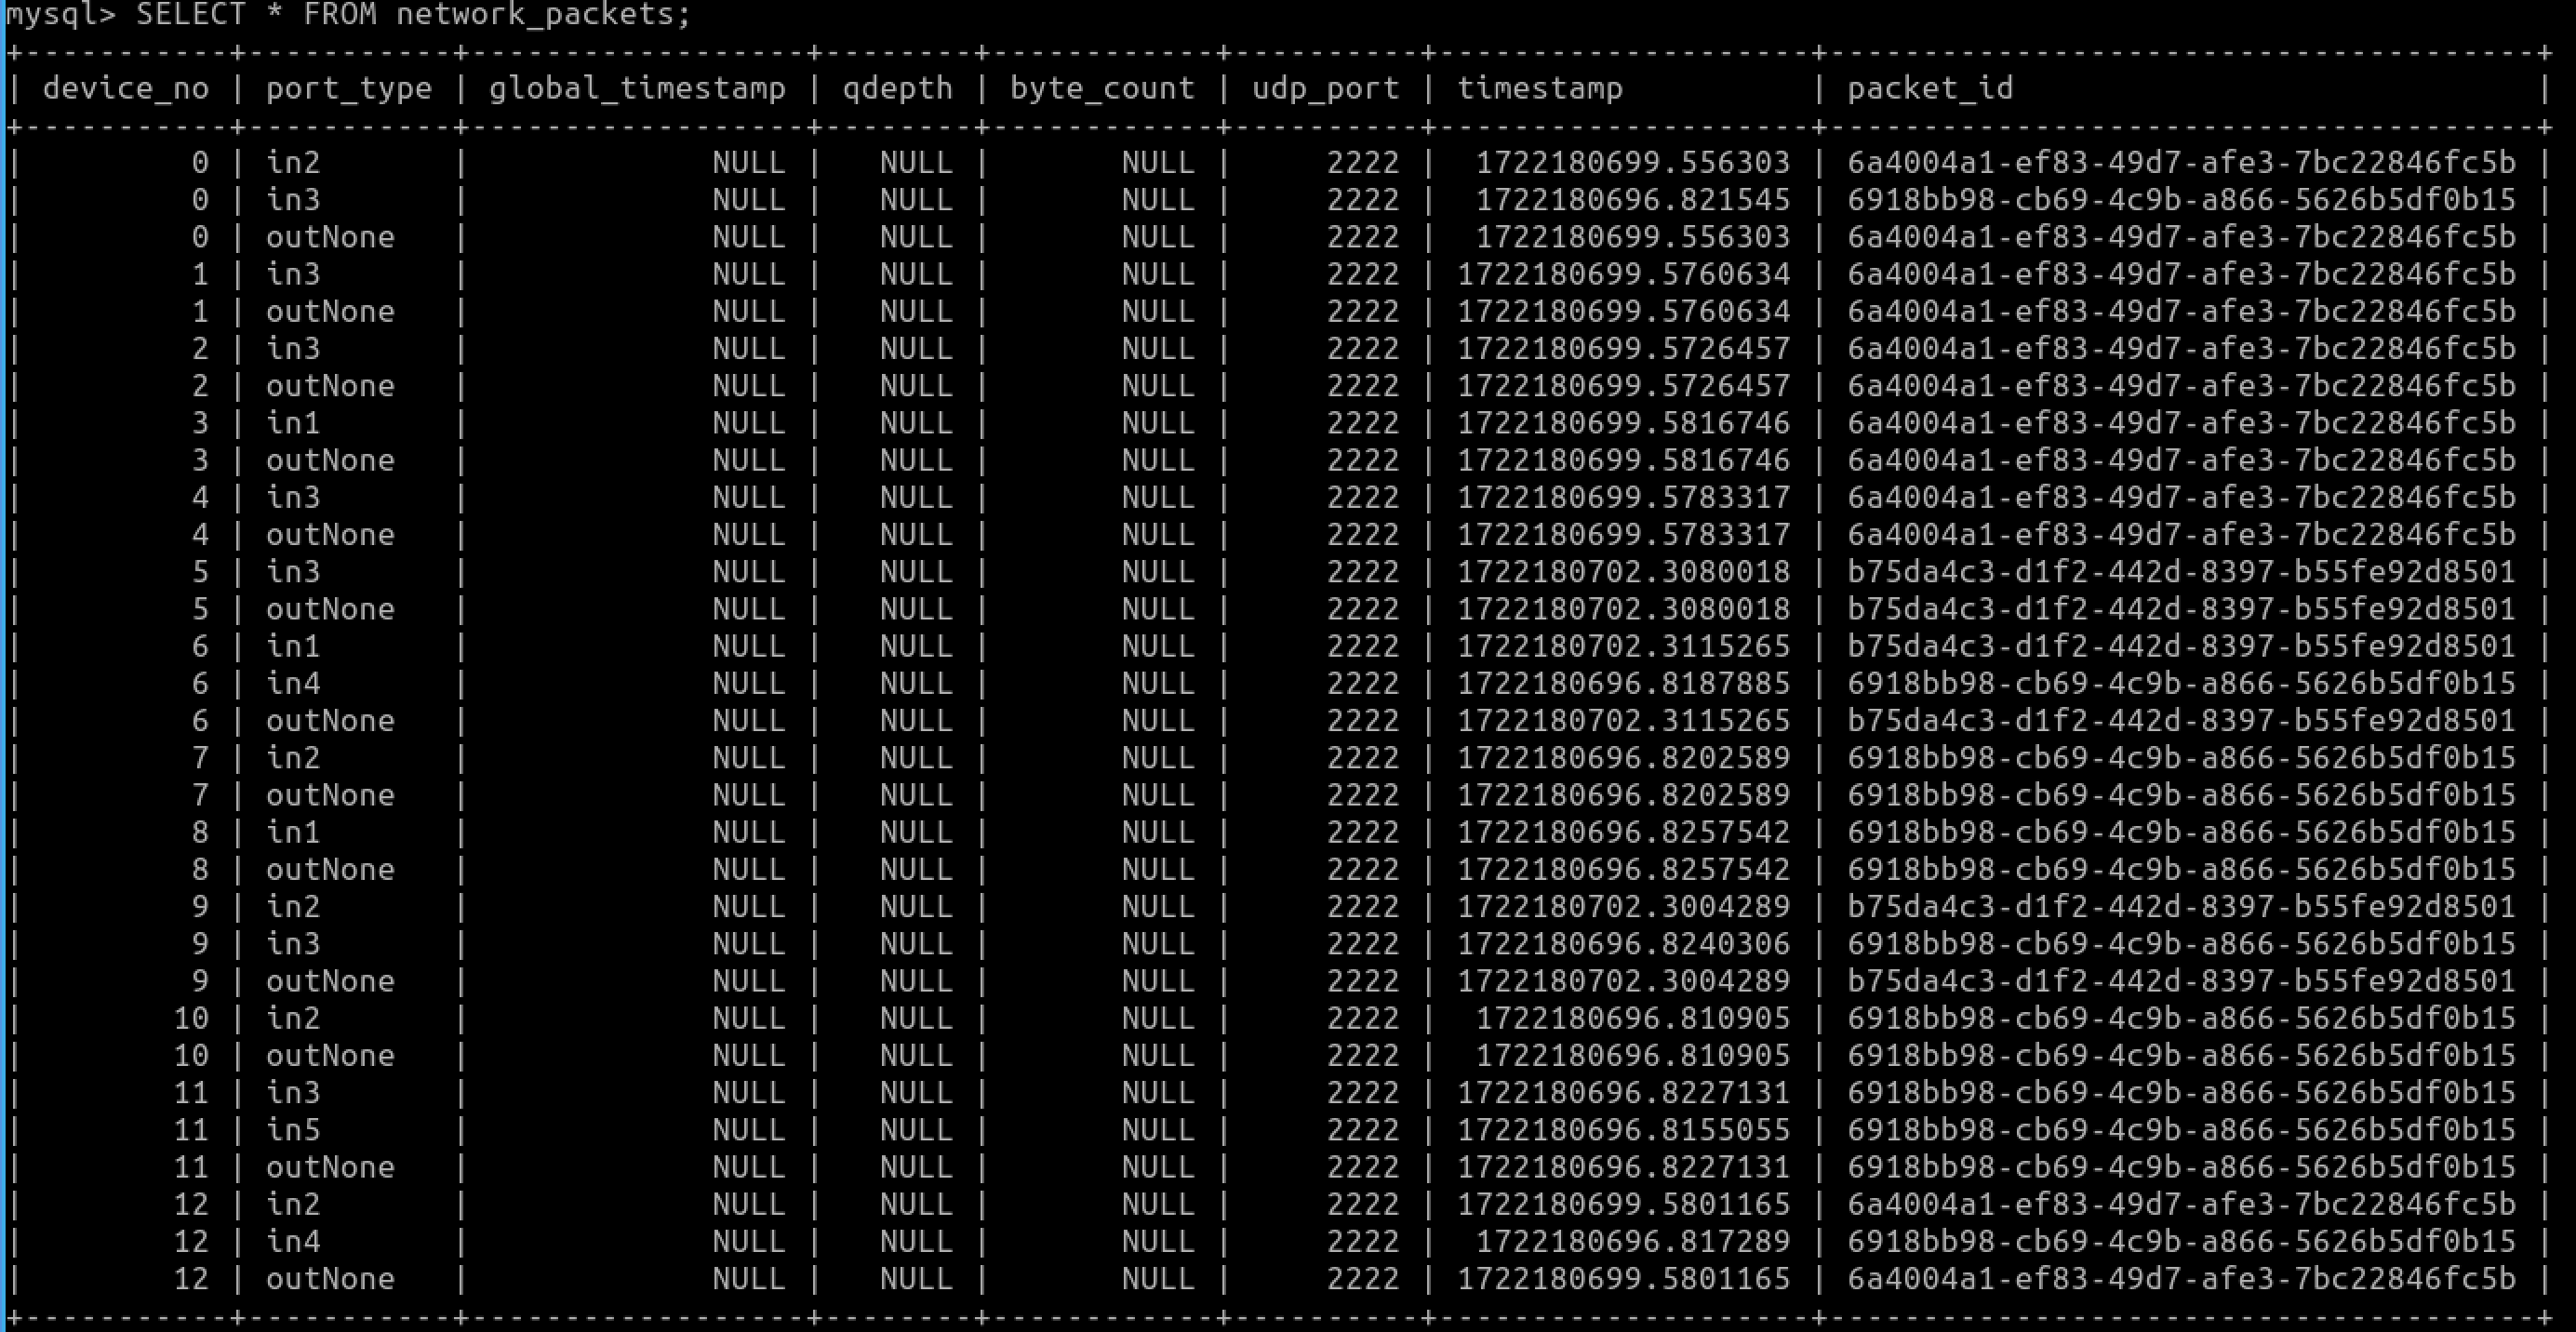 mysql> SELECT * FROM network_packets;
+-----------+-----------+------------------+--------+------------+----------+--------------------+--------------------------------------+
| device_no | port_type | global_timestamp | qdepth | byte_count | udp_port | timestamp          | packet_id                            |
+-----------+-----------+------------------+--------+------------+----------+--------------------+--------------------------------------+
|         0 | in2       |             NULL |   NULL |       NULL |     2222 |  1722180699.556303 | 6a4004a1-ef83-49d7-afe3-7bc22846fc5b |
|         0 | in3       |             NULL |   NULL |       NULL |     2222 |  1722180696.821545 | 6918bb98-cb69-4c9b-a866-5626b5df0b15 |
|         0 | outNone   |             NULL |   NULL |       NULL |     2222 |  1722180699.556303 | 6a4004a1-ef83-49d7-afe3-7bc22846fc5b |
|         1 | in3       |             NULL |   NULL |       NULL |     2222 | 1722180699.5760634 | 6a4004a1-ef83-49d7-afe3-7bc22846fc5b |
|         1 | outNone   |             NULL |   NULL |       NULL |     2222 | 1722180699.5760634 | 6a4004a1-ef83-49d7-afe3-7bc22846fc5b |
|         2 | in3       |             NULL |   NULL |       NULL |     2222 | 1722180699.5726457 | 6a4004a1-ef83-49d7-afe3-7bc22846fc5b |
|         2 | outNone   |             NULL |   NULL |       NULL |     2222 | 1722180699.5726457 | 6a4004a1-ef83-49d7-afe3-7bc22846fc5b |
|         3 | in1       |             NULL |   NULL |       NULL |     2222 | 1722180699.5816746 | 6a4004a1-ef83-49d7-afe3-7bc22846fc5b |
|         3 | outNone   |             NULL |   NULL |       NULL |     2222 | 1722180699.5816746 | 6a4004a1-ef83-49d7-afe3-7bc22846fc5b |
|         4 | in3       |             NULL |   NULL |       NULL |     2222 | 1722180699.5783317 | 6a4004a1-ef83-49d7-afe3-7bc22846fc5b |
|         4 | outNone   |             NULL |   NULL |       NULL |     2222 | 1722180699.5783317 | 6a4004a1-ef83-49d7-afe3-7bc22846fc5b |
|         5 | in3       |             NULL |   NULL |       NULL |     2222 | 1722180702.3080018 | b75da4c3-d1f2-442d-8397-b55fe92d8501 |
|         5 | outNone   |             NULL |   NULL |       NULL |     2222 | 1722180702.3080018 | b75da4c3-d1f2-442d-8397-b55fe92d8501 |
|         6 | in1       |             NULL |   NULL |       NULL |     2222 | 1722180702.3115265 | b75da4c3-d1f2-442d-8397-b55fe92d8501 |
|         6 | in4       |             NULL |   NULL |       NULL |     2222 | 1722180696.8187885 | 6918bb98-cb69-4c9b-a866-5626b5df0b15 |
|         6 | outNone   |             NULL |   NULL |       NULL |     2222 | 1722180702.3115265 | b75da4c3-d1f2-442d-8397-b55fe92d8501 |
|         7 | in2       |             NULL |   NULL |       NULL |     2222 | 1722180696.8202589 | 6918bb98-cb69-4c9b-a866-5626b5df0b15 |
|         7 | outNone   |             NULL |   NULL |       NULL |     2222 | 1722180696.8202589 | 6918bb98-cb69-4c9b-a866-5626b5df0b15 |
|         8 | in1       |             NULL |   NULL |       NULL |     2222 | 1722180696.8257542 | 6918bb98-cb69-4c9b-a866-5626b5df0b15 |
|         8 | outNone   |             NULL |   NULL |       NULL |     2222 | 1722180696.8257542 | 6918bb98-cb69-4c9b-a866-5626b5df0b15 |
|         9 | in2       |             NULL |   NULL |       NULL |     2222 | 1722180702.3004289 | b75da4c3-d1f2-442d-8397-b55fe92d8501 |
|         9 | in3       |             NULL |   NULL |       NULL |     2222 | 1722180696.8240306 | 6918bb98-cb69-4c9b-a866-5626b5df0b15 |
|         9 | outNone   |             NULL |   NULL |       NULL |     2222 | 1722180702.3004289 | b75da4c3-d1f2-442d-8397-b55fe92d8501 |
|        10 | in2       |             NULL |   NULL |       NULL |     2222 |  1722180696.810905 | 6918bb98-cb69-4c9b-a866-5626b5df0b15 |
|        10 | outNone   |             NULL |   NULL |       NULL |     2222 |  1722180696.810905 | 6918bb98-cb69-4c9b-a866-5626b5df0b15 |
|        11 | in3       |             NULL |   NULL |       NULL |     2222 | 1722180696.8227131 | 6918bb98-cb69-4c9b-a866-5626b5df0b15 |
|        11 | in5       |             NULL |   NULL |       NULL |     2222 | 1722180696.8155055 | 6918bb98-cb69-4c9b-a866-5626b5df0b15 |
|        11 | outNone   |             NULL |   NULL |       NULL |     2222 | 1722180696.8227131 | 6918bb98-cb69-4c9b-a866-5626b5df0b15 |
|        12 | in2       |             NULL |   NULL |       NULL |     2222 | 1722180699.5801165 | 6a4004a1-ef83-49d7-afe3-7bc22846fc5b |
|        12 | in4       |             NULL |   NULL |       NULL |     2222 |  1722180696.817289 | 6918bb98-cb69-4c9b-a866-5626b5df0b15 |
|        12 | outNone   |             NULL |   NULL |       NULL |     2222 | 1722180699.5801165 | 6a4004a1-ef83-49d7-afe3-7bc22846fc5b |
+-----------+-----------+------------------+--------+------------+----------+--------------------+--------------------------------------+